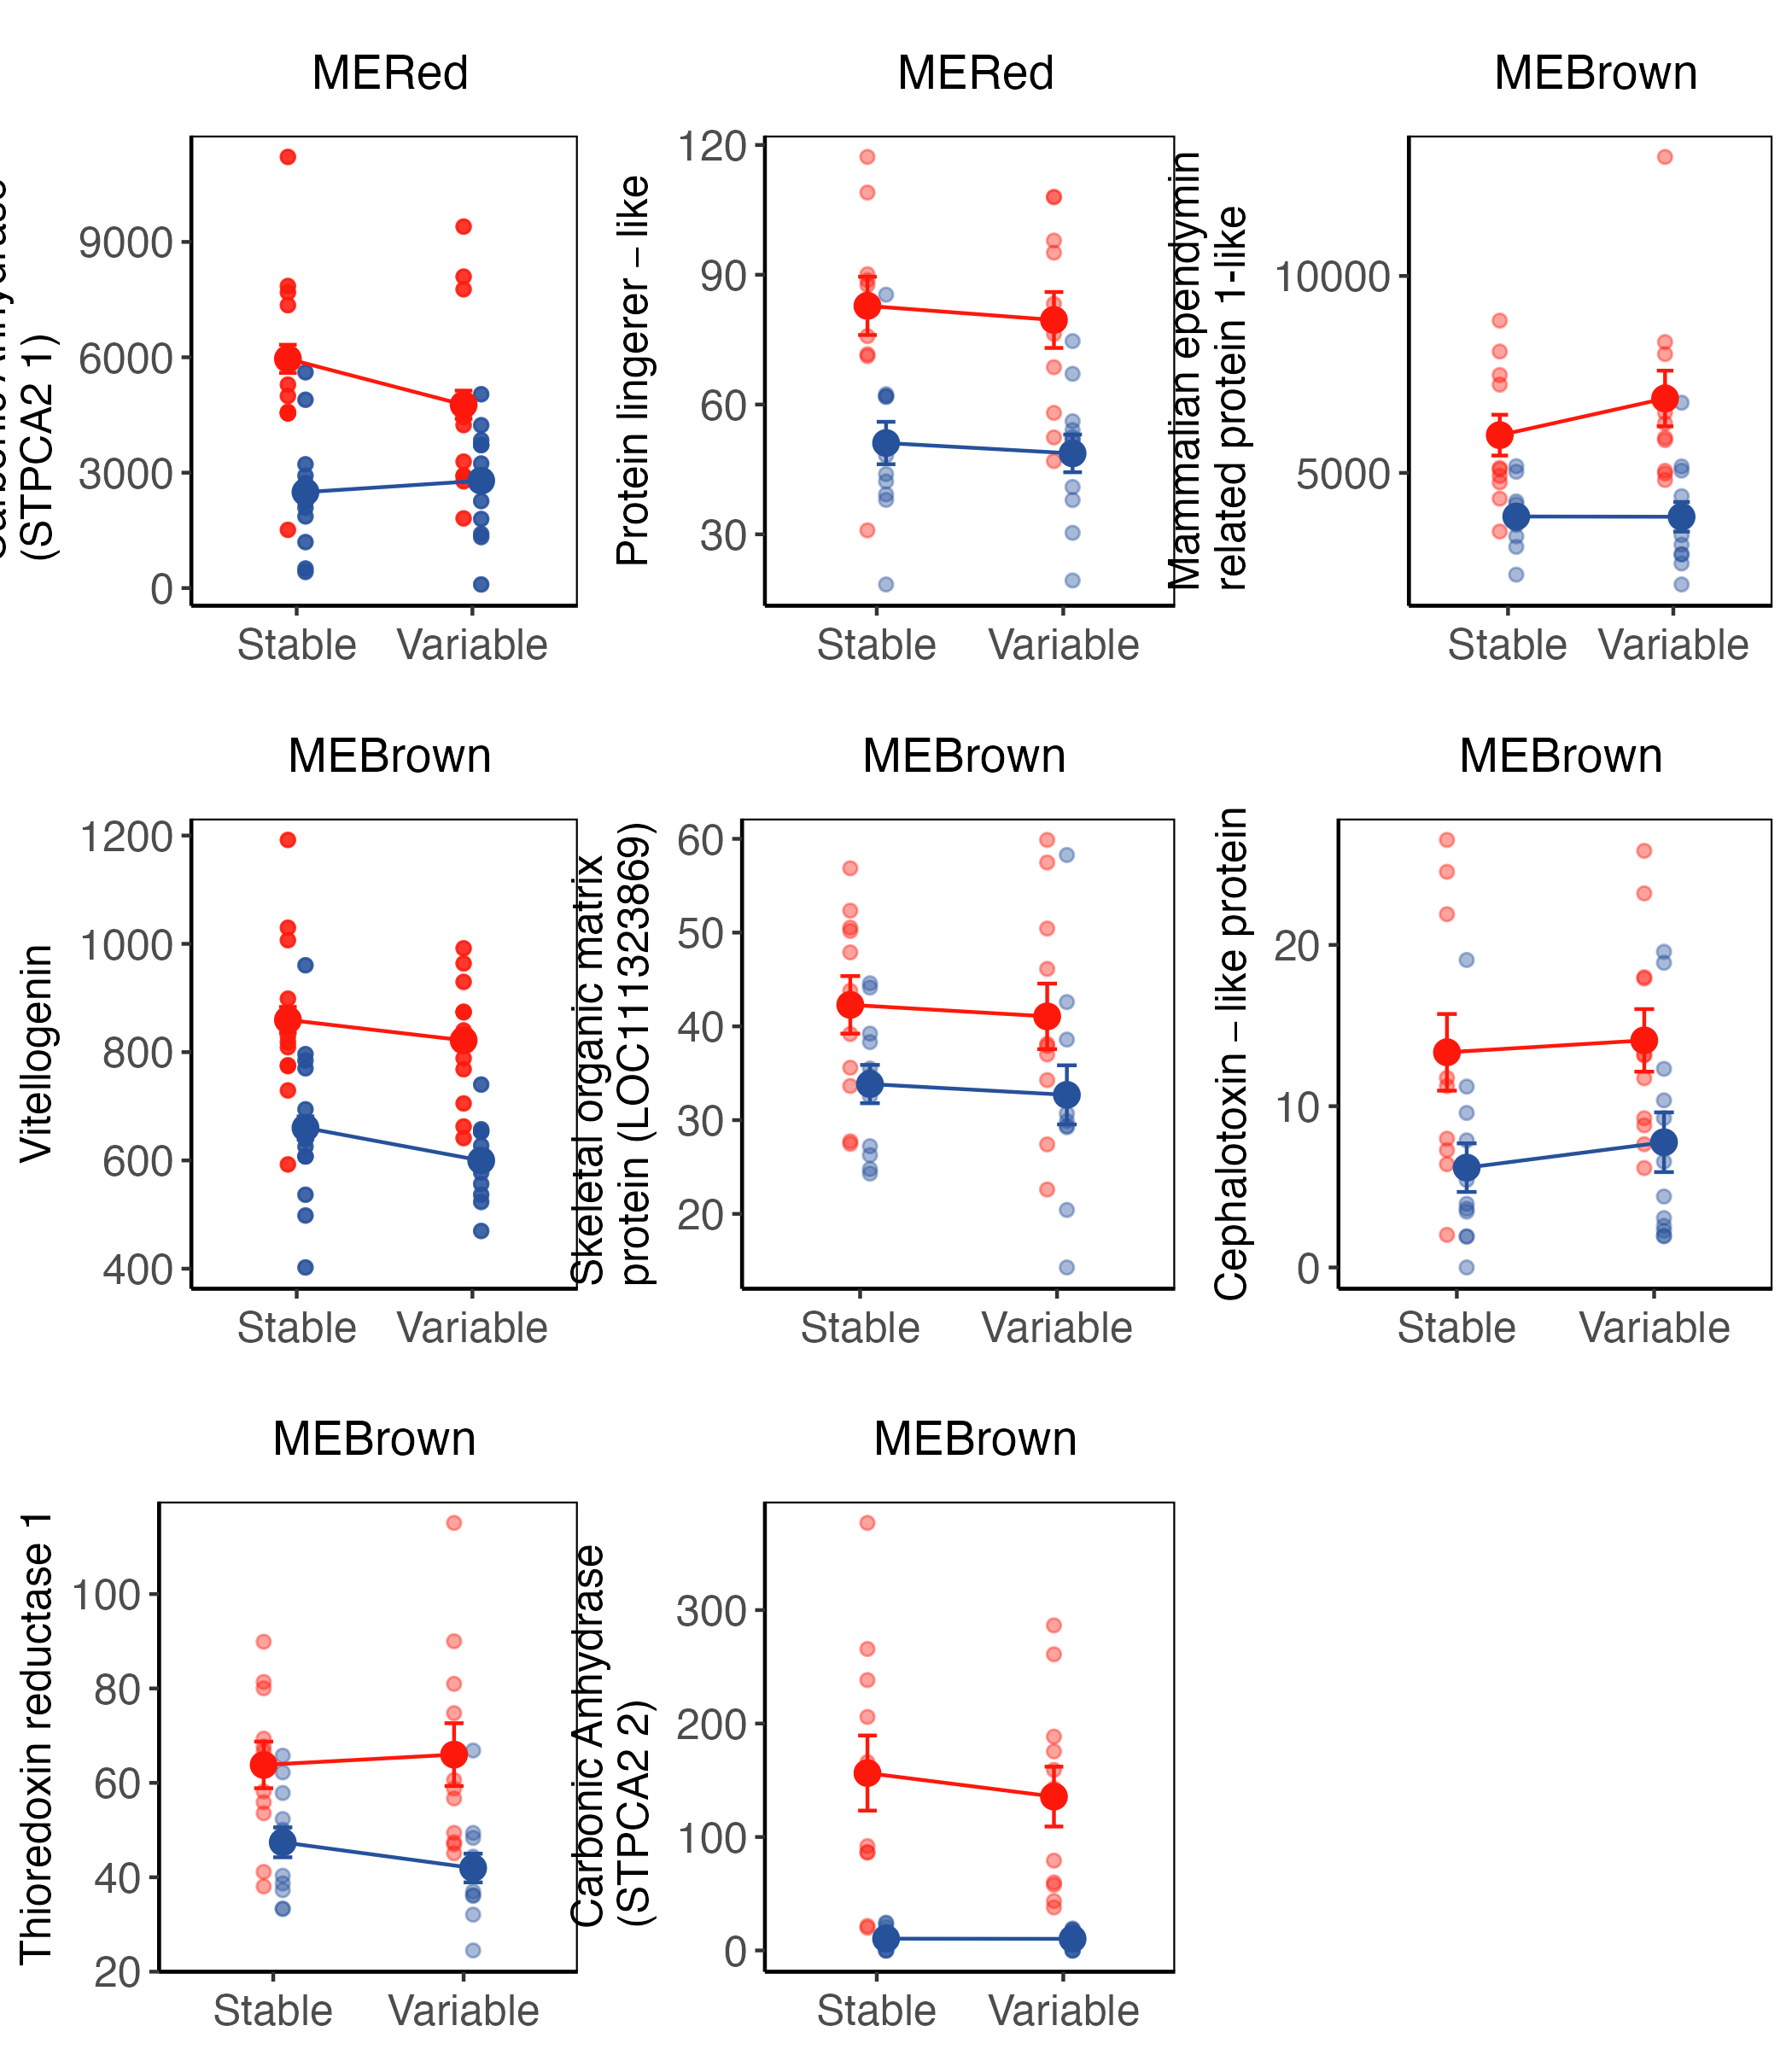 MERed
MERed
MEBrown
(STPCA2 1)
9000
6000
3000
0
Stable
Variable
Protein lingerer – like
120
90
60
30
Stable
Variable
Mammalian ependymin
related protein 1-like
10000
5000
Stable
Variable
MEBrown
MEBrown
MEBrown
Vitellogenin
1200
1000
800
600
400
Stable
Variable
Skeletal organic matrix
protein (LOC111323869)
60
50
40
30
20
Stable
Variable
Cephalotoxin – like protein
20
10
0
Stable
Variable
MEBrown
MEBrown
Thioredoxin reductase 1
100
80
60
40
20
Stable
Variable
Carbonic Anhydrase
(STPCA2 2)
300
200
100
0
Stable
Variable